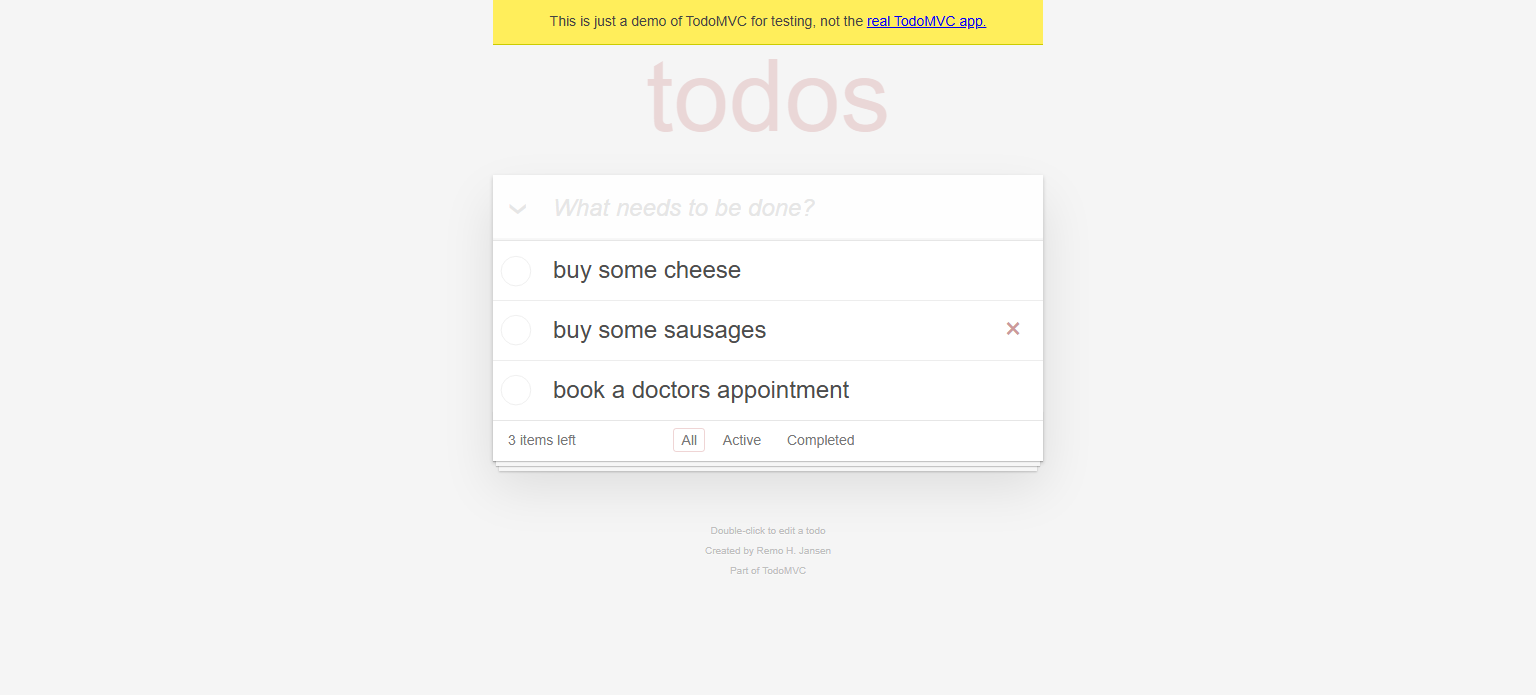 This is just a demo of TodoMVC for testing, not the real TodoMVC app.
todos
What needs to be done?
buy some cheese
buy some sausages
book a doctors appointment
3 items left All Active Completed
Double-click to edit a todo
Created by Remo H. Jansen
Part of TodoMVC